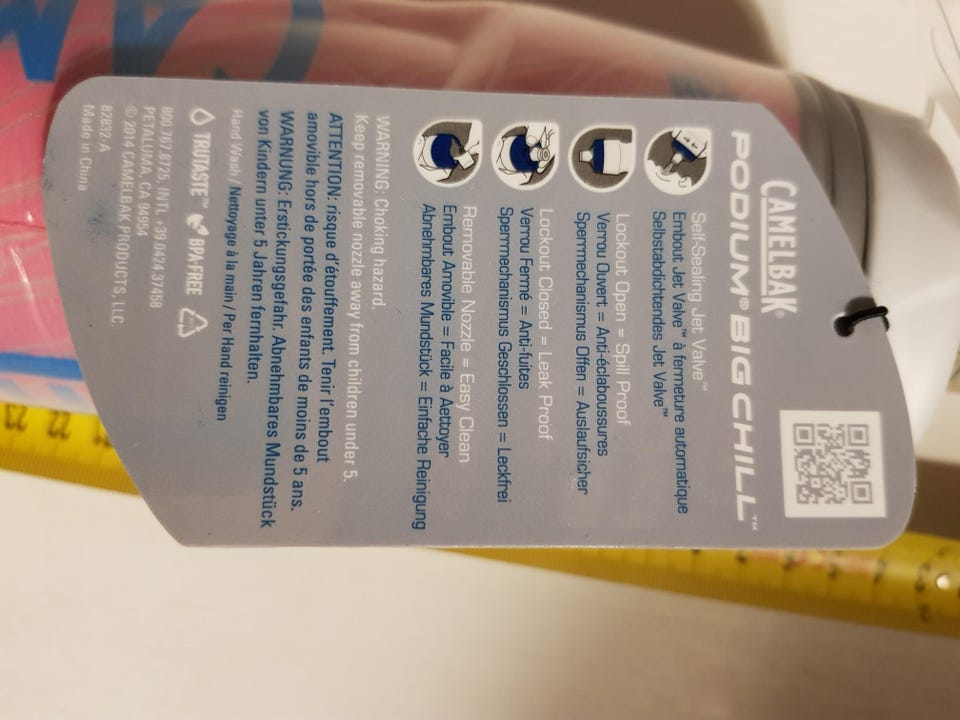 CAMELBAK®
PODIUM® BIG CHILL™
Self-Sealing Jet Valve™
Embout Jet Valve™ à fermeture automatique
Selbstabdichtendes Jet Valve™
Lockout Open = Spill Proof
Verrou Ouvert = Anti-éclaboussures
Sperrmechanismus Offen = Auslaufsicher
Lockout Closed = Leak Proof
Verrou Fermé = Anti-fuites
Sperrmechanismus Geschlossen = Leckfrei
Removable Nozzle = Easy Clean
Embout Amovible = Facile à Aettoyer
Abnehmbares Mundstück = Einfache Reinigung
WARNING: Choking hazard.
Keep removable nozzle away from children under 5.
ATTENTION: risque d'étouffement. Tenir l'embout
amovible hors de portée des enfants de moins de 5 ans.
WARNUNG: Erstickungsgefahr. Abnehmbares Mundstück
von Kindern unter 5 Jahren fernhalten.
Hand Wash / Nettoyage à la main / Per Hand reinigen
TRUTASTE™ BPA-FREE
800.767.8725, INTL +39.0424.37458
PETALUMA, CA 94954
© 2014 CAMELBAK PRODUCTS, LLC.
82832-A
Made in China
CAM
23 22